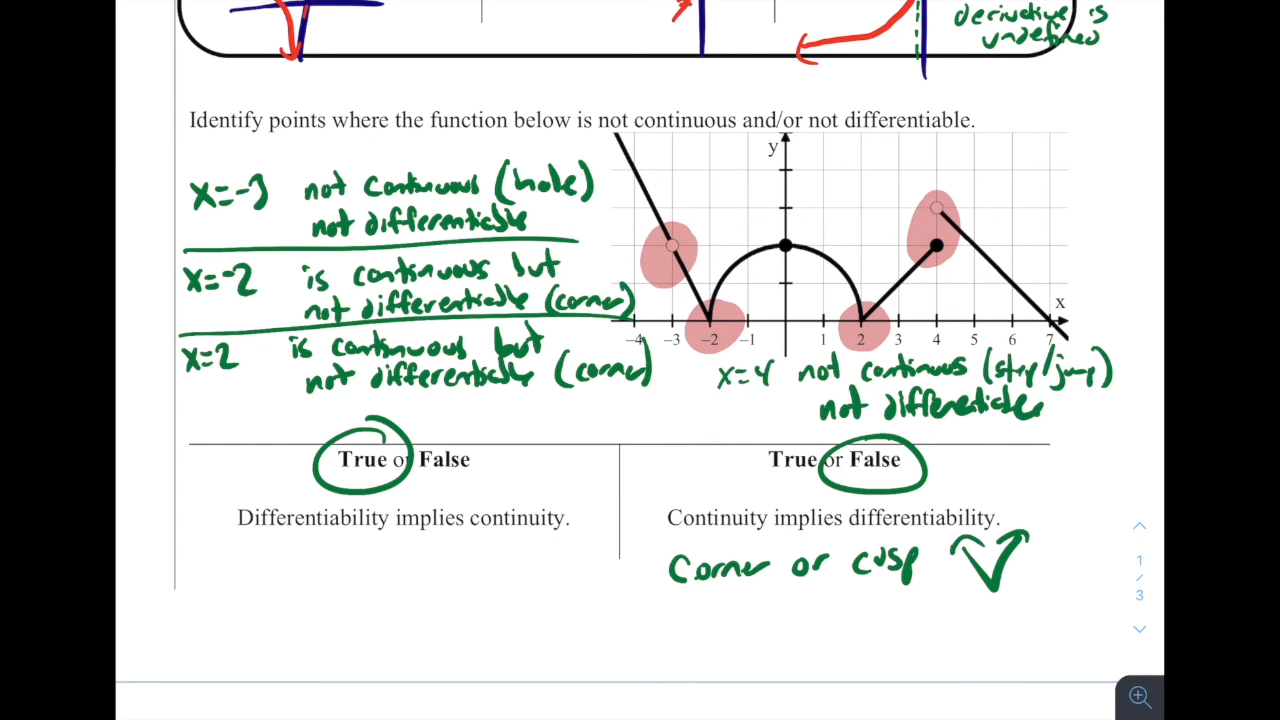 derivative is
undefined
Identify points where the function below is not continuous and/or not differentiable.
x=-3 not continuous (hole)
not differentiable
x=-2 is continuous but
not differentiable (corner)
x=2 is continuous but
not differentiable (corner)
y
x
-4 -3 -2 -1 1 2 3 4 5 6 7
x=4 not continuous (step/jump)
not differentiable
True or False
Differentiability implies continuity.
True or False
Continuity implies differentiability.
Corner or cusp
1
/
3